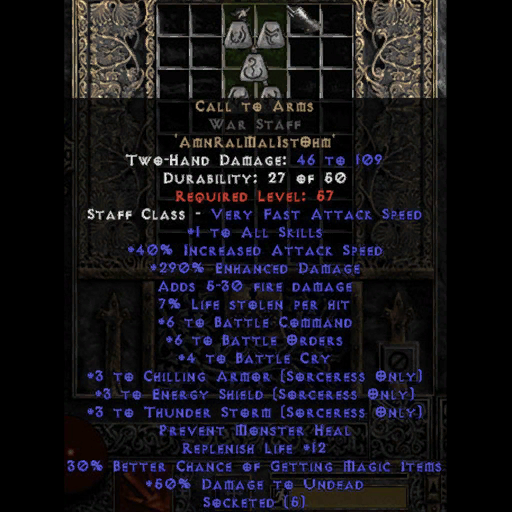 Call to Arms
War Staff
'AmnRalMalIstOhm'
Two-Hand Damage: 46 to 109
Durability: 27 of 50
Required Level: 57
Staff Class - Very Fast Attack Speed
+1 to All Skills
+40% Increased Attack Speed
+290% Enhanced Damage
Adds 5-30 fire damage
7% Life stolen per hit
+6 to Battle Command
+6 to Battle Orders
+4 to Battle Cry
+3 to Chilling Armor (Sorceress Only)
+3 to Energy Shield (Sorceress Only)
+3 to Thunder Storm (Sorceress Only)
Prevent Monster Heal
Replenish Life +12
30% Better Chance of Getting Magic Items
+50% Damage to Undead
Socketed (5)